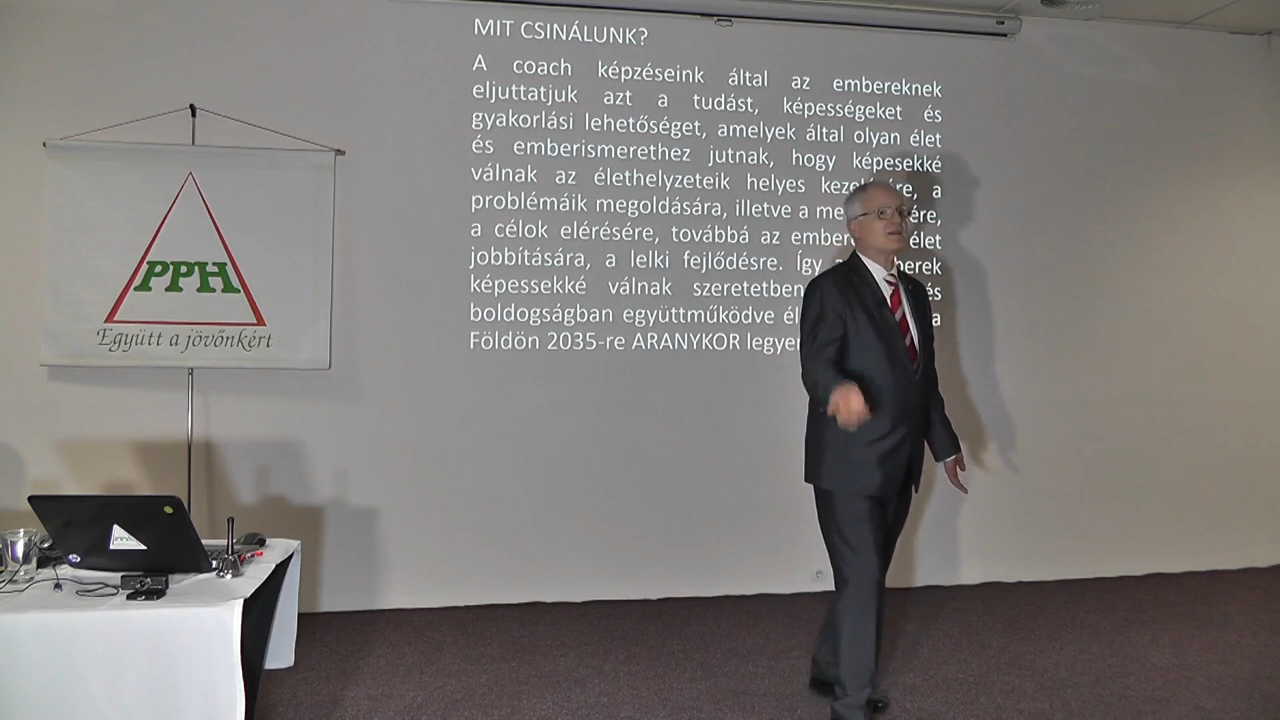 MIT CSINÁLUNK?
A coach képzéseink által az embereknek
eljuttatjuk azt a tudást, képességeket és
gyakorlási lehetőséget, amelyek által olyan élet
és emberismerethez jutnak, hogy képesekké
válnak az élethelyzeteik helyes a
problémáik megoldására, illetve a
a célok elérésére, továbbá az élet
jobbítására, a lelki fejlődésre. Így
képessekké válnak szeretetben és
boldogságban együttműködve a
Földön 2035-re ARANYKOR
PPH
Együtt a jövőnkért